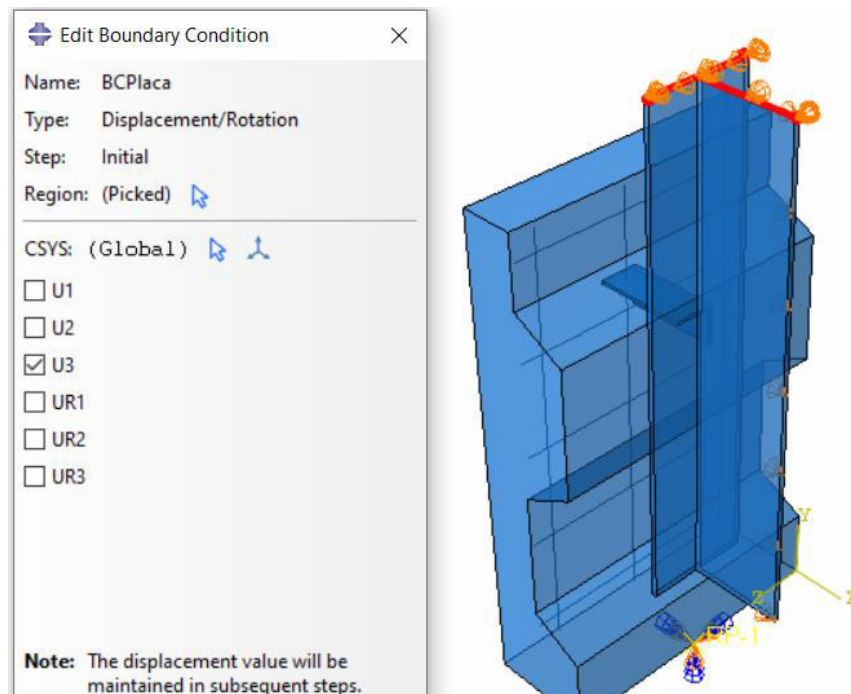 Edit Boundary Condition
Name: BCPlaca
Type: Displacement/Rotation
Step: Initial
Region: (Picked)
CSYS: (Global)
U1
U2
U3
UR1
UR2
UR3
Note: The displacement value will be
maintained in subsequent steps.
Y
Z
X
RP-1